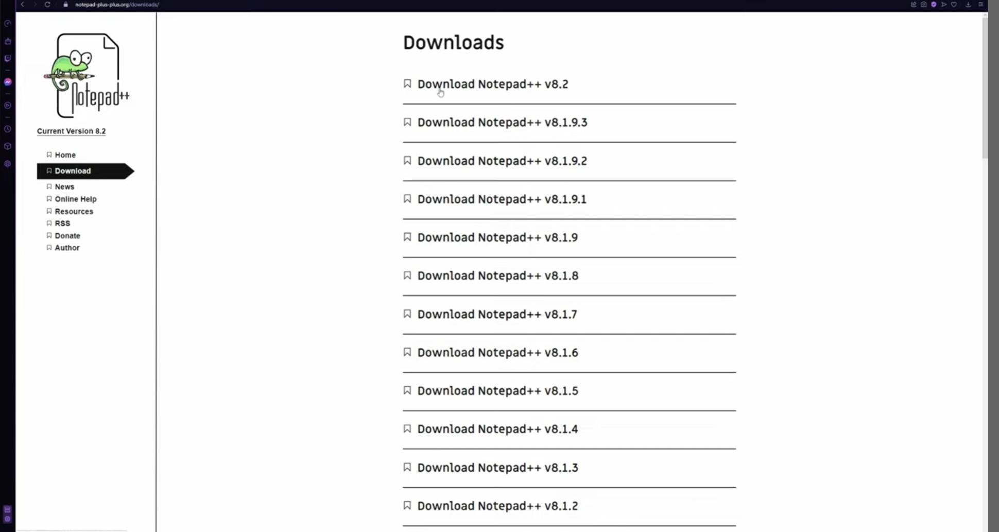 notepad-plus-plus.org/downloads/
Notepad++
Current Version 8.2
Home
Download
News
Online Help
Resources
RSS
Donate
Author
Downloads
Download Notepad++ v8.2
Download Notepad++ v8.1.9.3
Download Notepad++ v8.1.9.2
Download Notepad++ v8.1.9.1
Download Notepad++ v8.1.9
Download Notepad++ v8.1.8
Download Notepad++ v8.1.7
Download Notepad++ v8.1.6
Download Notepad++ v8.1.5
Download Notepad++ v8.1.4
Download Notepad++ v8.1.3
Download Notepad++ v8.1.2